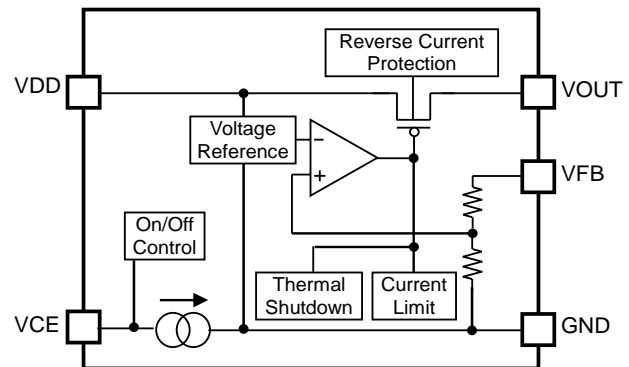 Reverse Current
Protection
VDD
VOUT
Voltage
Reference
−
+
VFB
On/Off
Control
Thermal
Shutdown
Current
Limit
VCE
GND